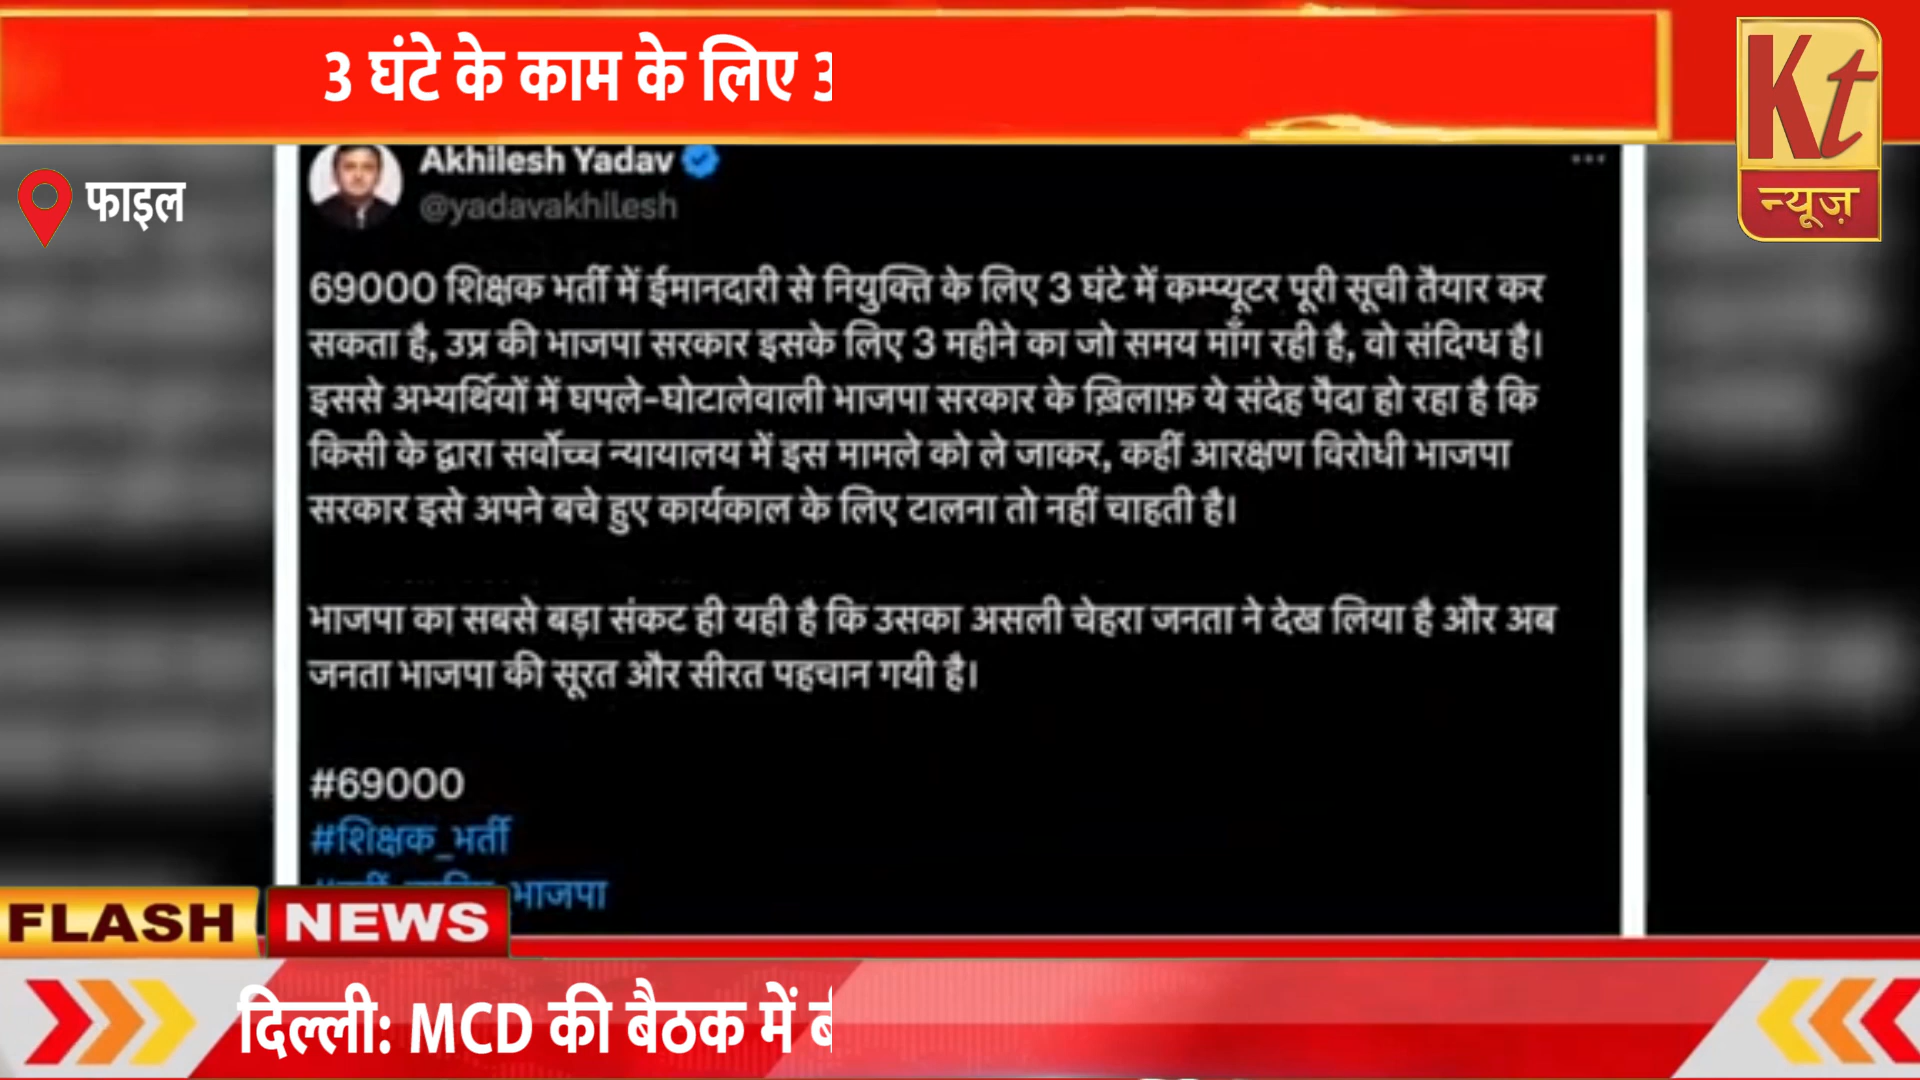 3 घंटे के काम के लिए
Kt
न्यूज़
फाइल
Akhilesh Yadav
@yadavakhilesh
69000 शिक्षक भर्ती में ईमानदारी से नियुक्ति के लिए 3 घंटे में कम्प्यूटर पूरी सूची तैयार कर
सकता है, उप्र की भाजपा सरकार इसके लिए 3 महीने का जो समय माँग रही है, वो संदिग्ध है।
इससे अभ्यर्थियों में घपले-घोटालेवाली भाजपा सरकार के ख़िलाफ़ ये संदेह पैदा हो रहा है कि
किसी के द्वारा सर्वोच्च न्यायालय में इस मामले को ले जाकर, कहीं आरक्षण विरोधी भाजपा
सरकार इसे अपने बचे हुए कार्यकाल के लिए टालना तो नहीं चाहती है।
भाजपा का सबसे बड़ा संकट ही यही है कि उसका असली चेहरा जनता ने देख लिया है और अब
जनता भाजपा की सूरत और सीरत पहचान गयी है।
#69000
#शिक्षक_भर्ती
भाजपा
FLASH NEWS
दिल्ली: MCD की बैठक में